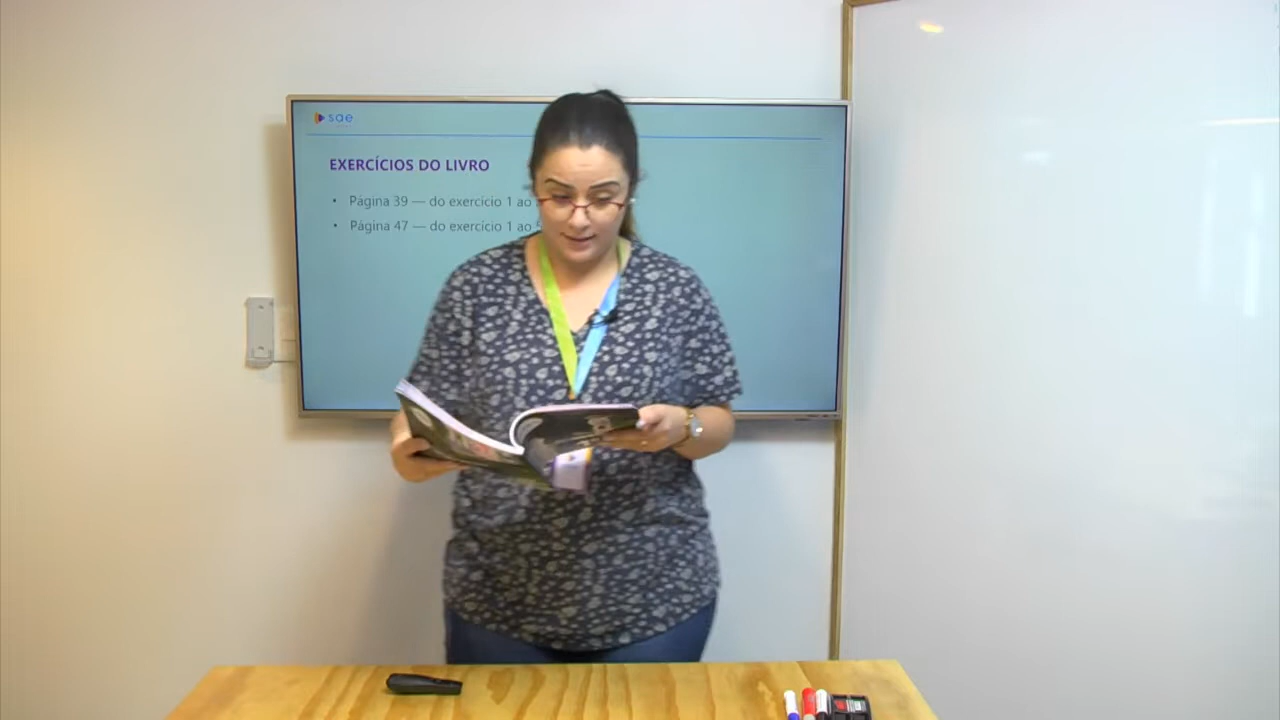 sae
EXERCÍCIOS DO LIVRO
• Página 39 — do exercício 1 ao
• Página 47 — do exercício 1 ao